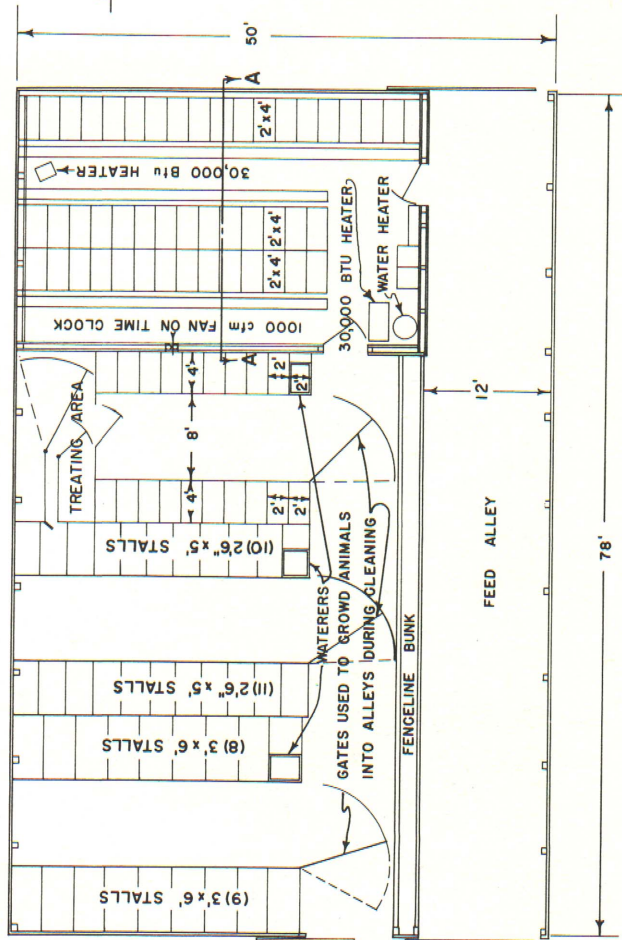 50'
A
2'x4'
30,000 Btu HEATER
2'x4'
2'x4'
1000 cfm FAN ON TIME CLOCK
A
30,000 BTU HEATER
WATER HEATER
TREATING AREA
4'
8'
4'
2'
2'
2'
2'
(10) 2'6" x 5'
STALLS
WATERERS
GATES USED TO CROWD ANIMALS
INTO ALLEYS DURING CLEANING
(11) 2'6" x 5' STALLS
(8) 3' x 6' STALLS
(9) 3' x 6' STALLS
FENCELINE BUNK
12'
FEED ALLEY
78'